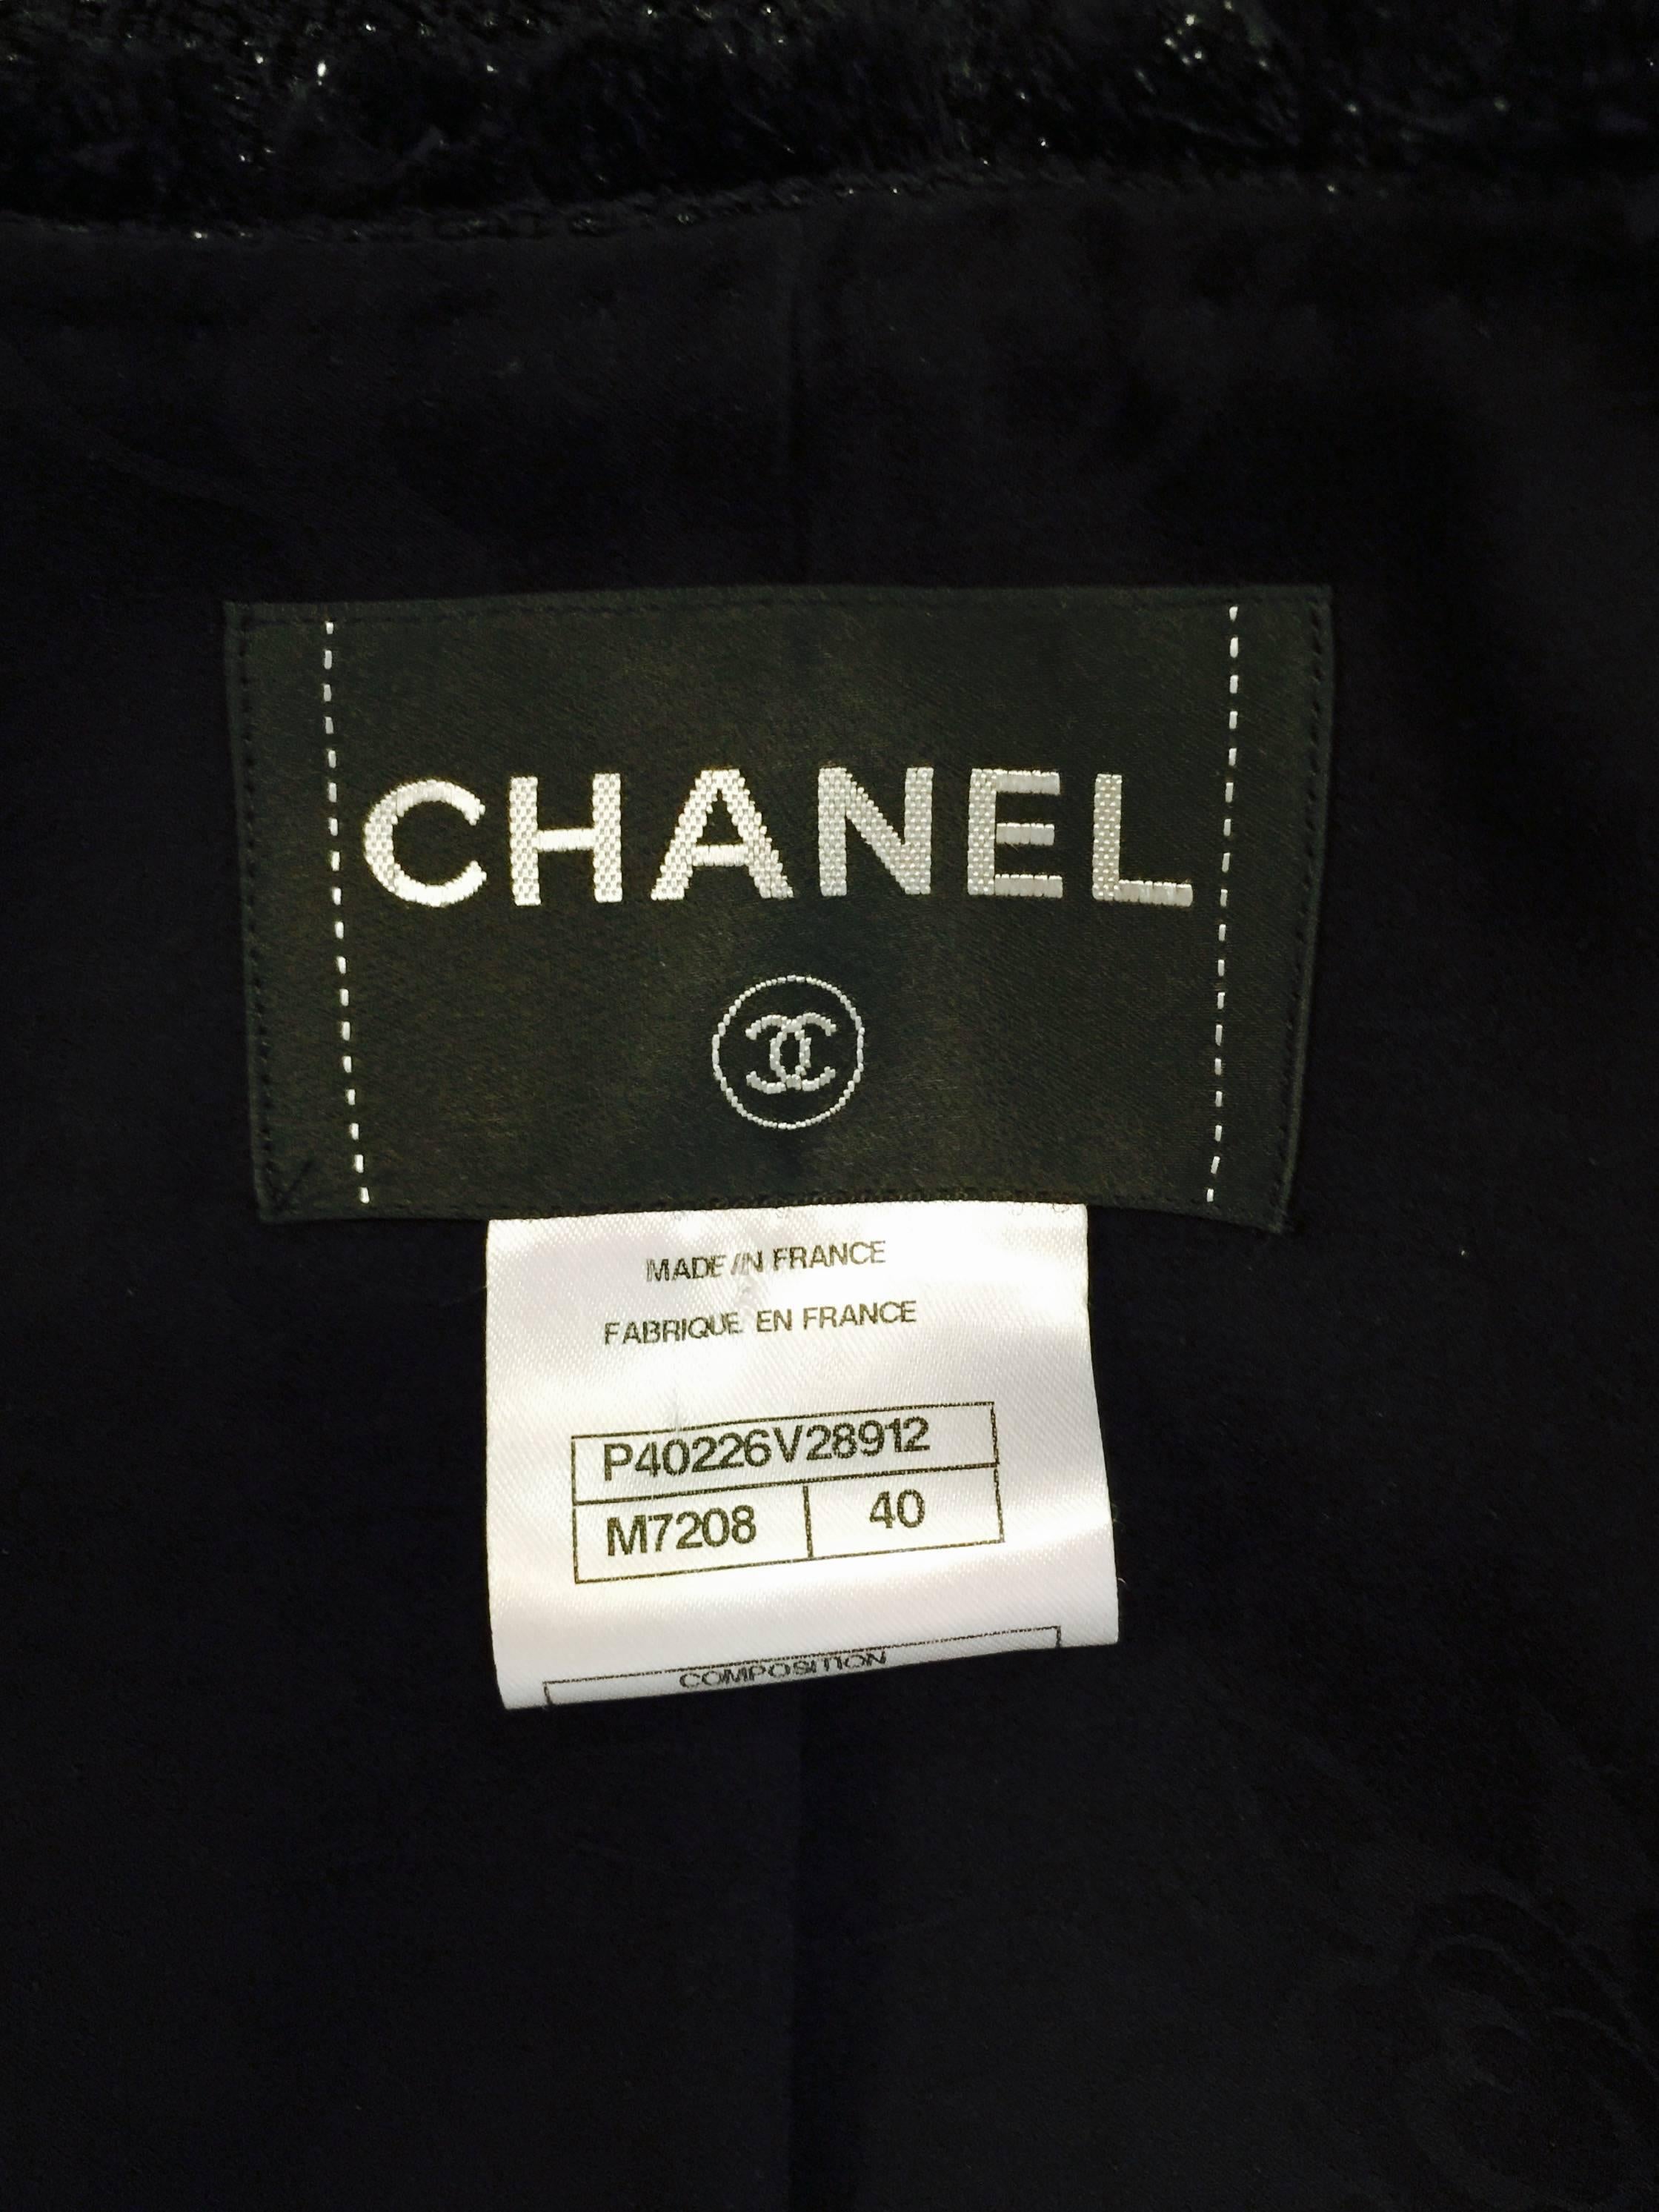 CHANEL
MADE IN FRANCE
FABRIQUE EN FRANCE
P40226V28912
M7208 40
COMPOSITION